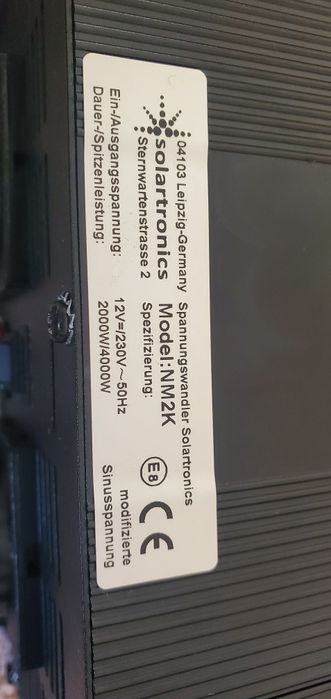 Spannungswandler Solartronics
04103 Leipzig-Germany
solartronics
Sternwartenstrasse 2
Model:NM2K
Spezifizierung:
E8
CE
Ein-/Ausgangsspannung:
12V=/230V~50Hz
Dauer-/Spitzenleistung:
2000W/4000W
modifizierte
Sinusspannung